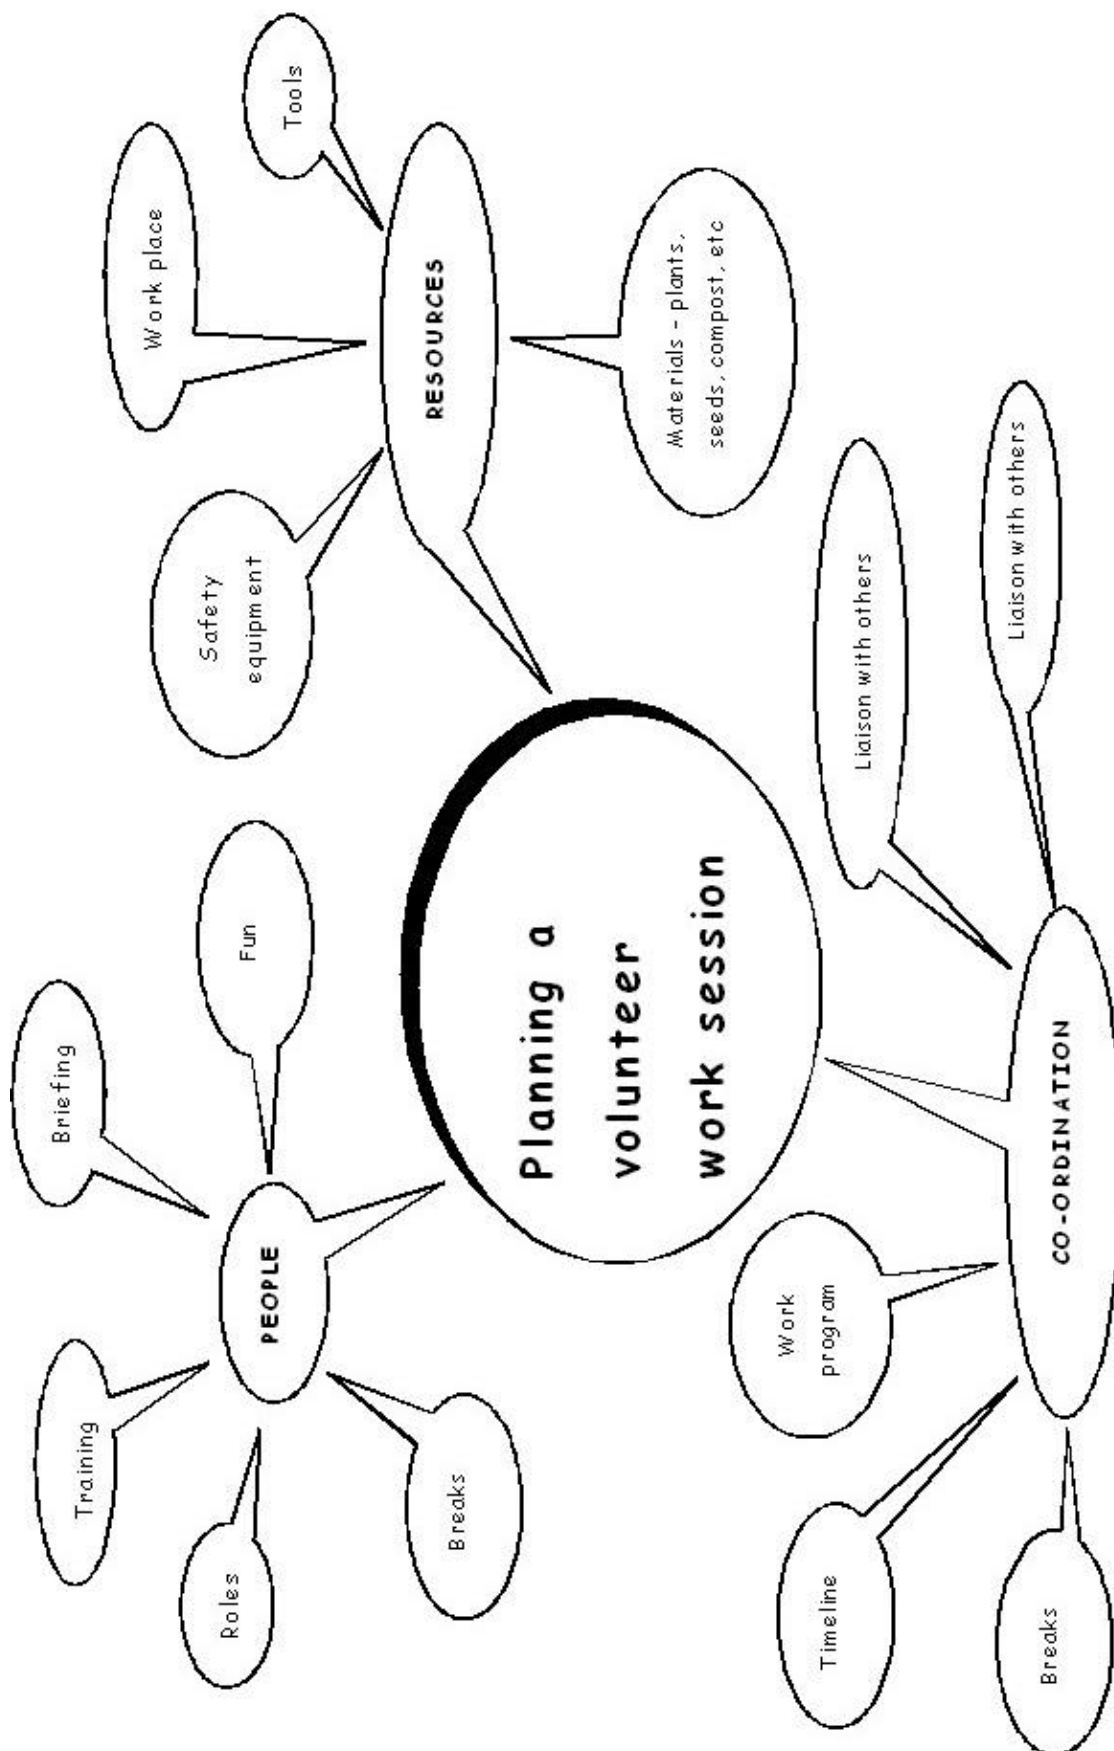 Planning a
volunteer
work session
PEOPLE
Roles
Training
Briefing
Fun
Breaks
RESOURCES
Safety
equipment
Work place
Tools
Materials - plants,
seeds, compost, etc
CO-ORDINATION
Breaks
Timeline
Work
program
Liaison with others
Liaison with others